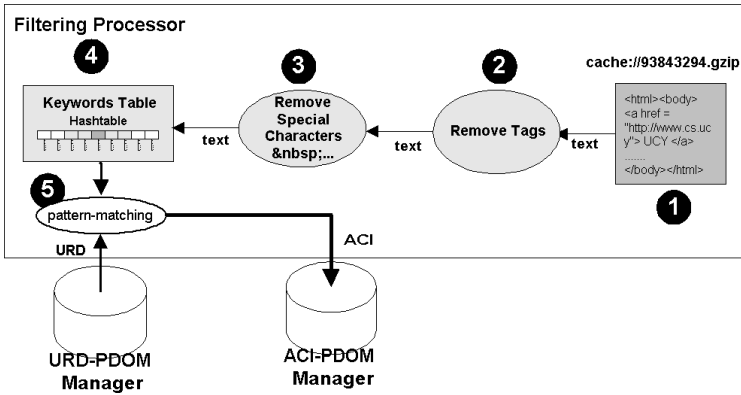 Filtering Processor
4
3
2
cache://93843294.gzip
Keywords Table
Hashtable
Remove
Special
Characters
&nbsp;...
Remove Tags
<html><body>
<a href =
"http://www.cs.uc
y"> UCY </a>
.......
</body></html>
text
text
text
1
5
pattern-matching
URD
ACI
URD-PDOM
Manager
ACI-PDOM
Manager